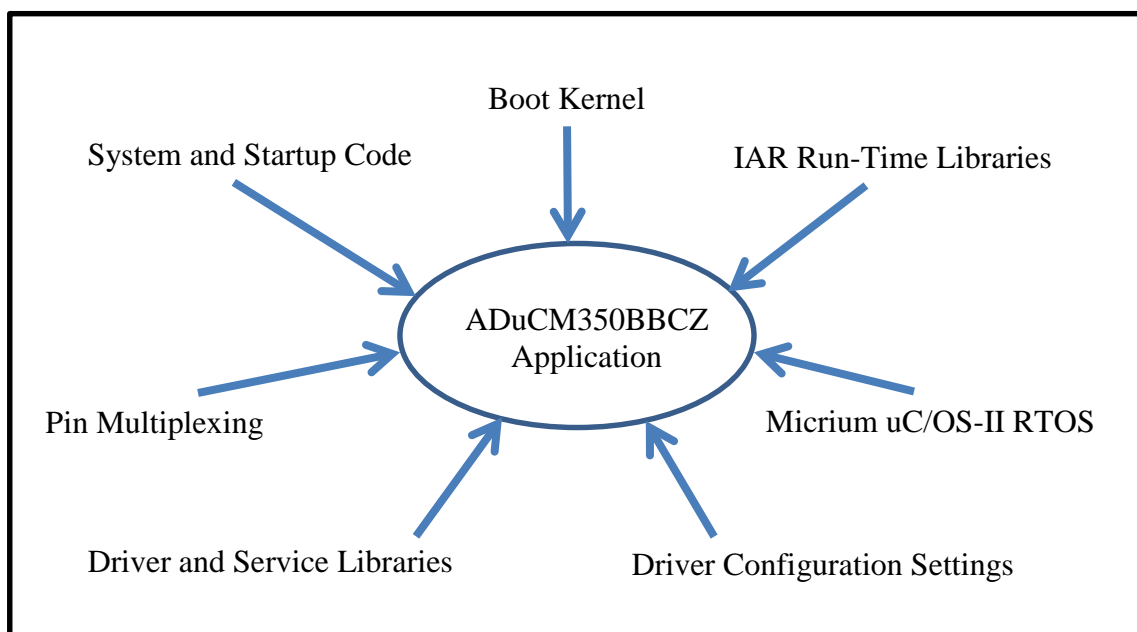 Boot Kernel
System and Startup Code
IAR Run-Time Libraries
ADuCM350BBCZ
Application
Pin Multiplexing
Micrium uC/OS-II RTOS
Driver and Service Libraries
Driver Configuration Settings